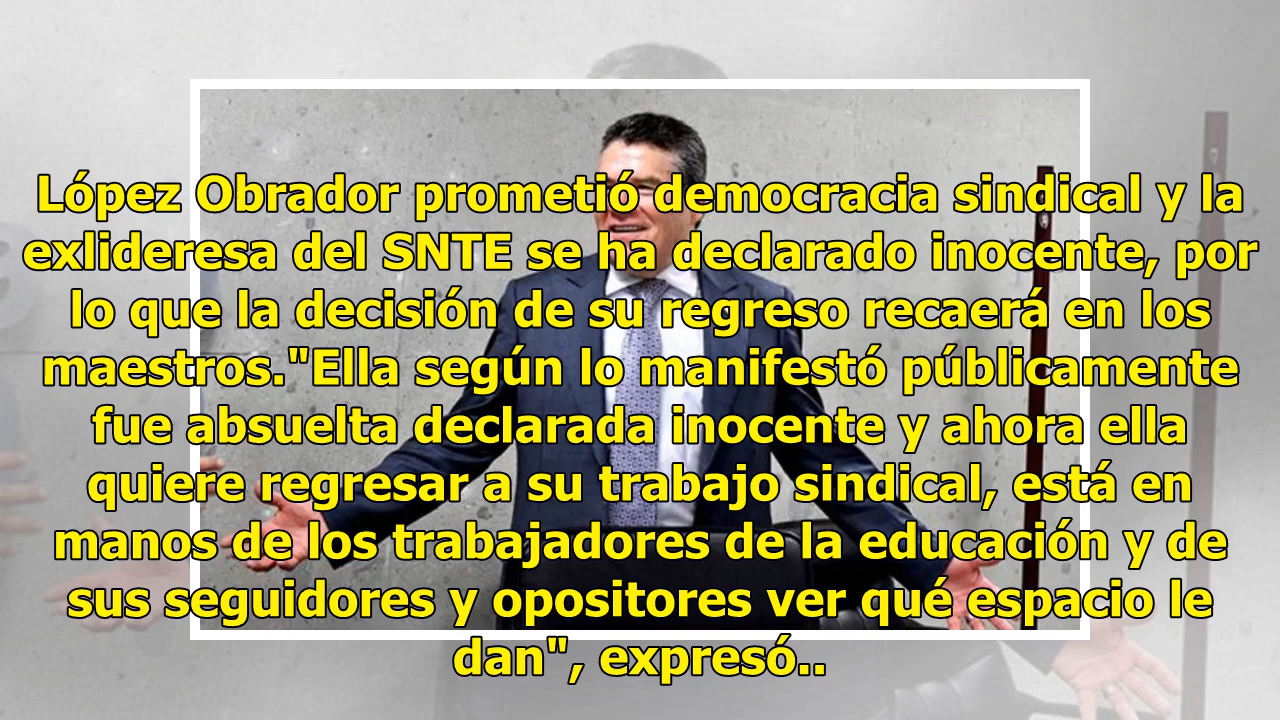 López Obrador prometió democracia sindical y la
exlideresa del SNTE se ha declarado inocente, por
lo que la decisión de su regreso recaerá en los
maestros."Ella según lo manifestó públicamente
fue absuelta declarada inocente y ahora ella
quiere regresar a su trabajo sindical, está en
manos de los trabajadores de la educación y de
sus seguidores y opositores ver qué espacio le
dan", expresó..